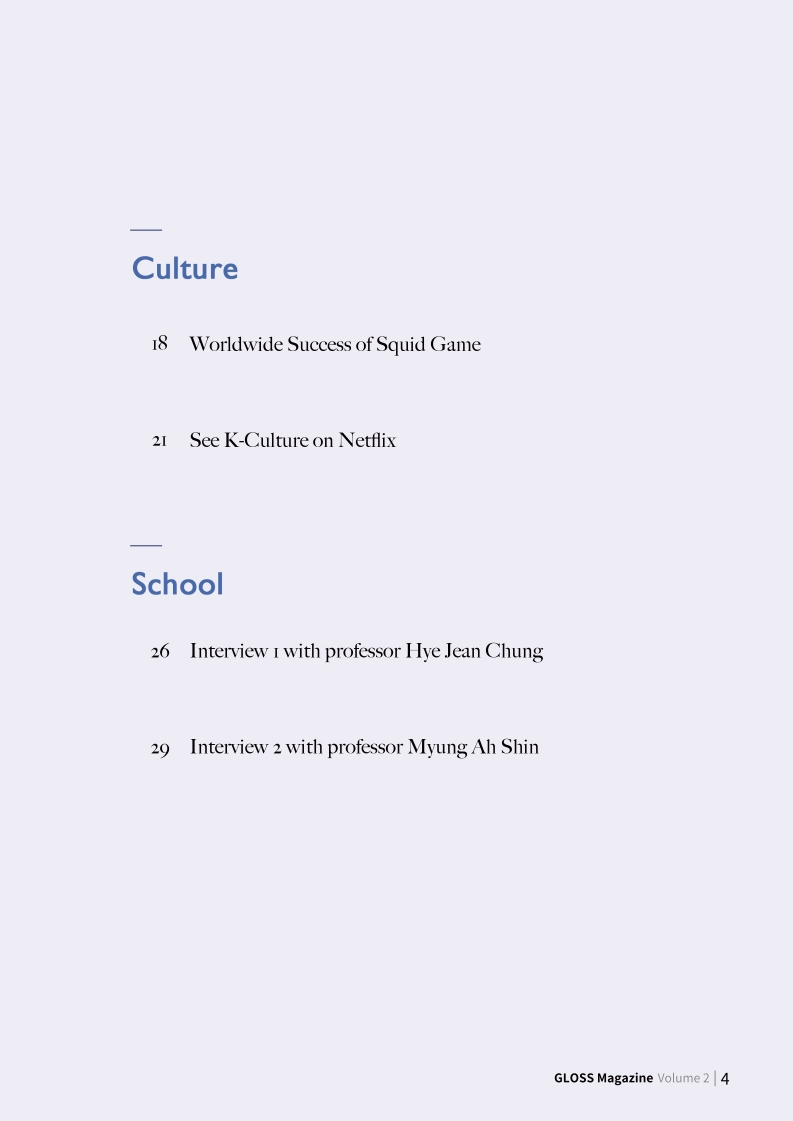 Culture
18 Worldwide Success of Squid Game
21 See K-Culture on Netflix
School
26 Interview 1 with professor Hye Jean Chung
29 Interview 2 with professor Myung Ah Shin
GLOSS Magazine Volume 2 | 4